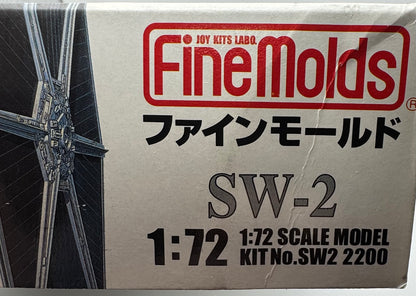 JOY KITS LABO.
FineMolds
®
ファインモールド
SW-2
1:72
1:72 SCALE MODEL
KIT No.SW2 2200